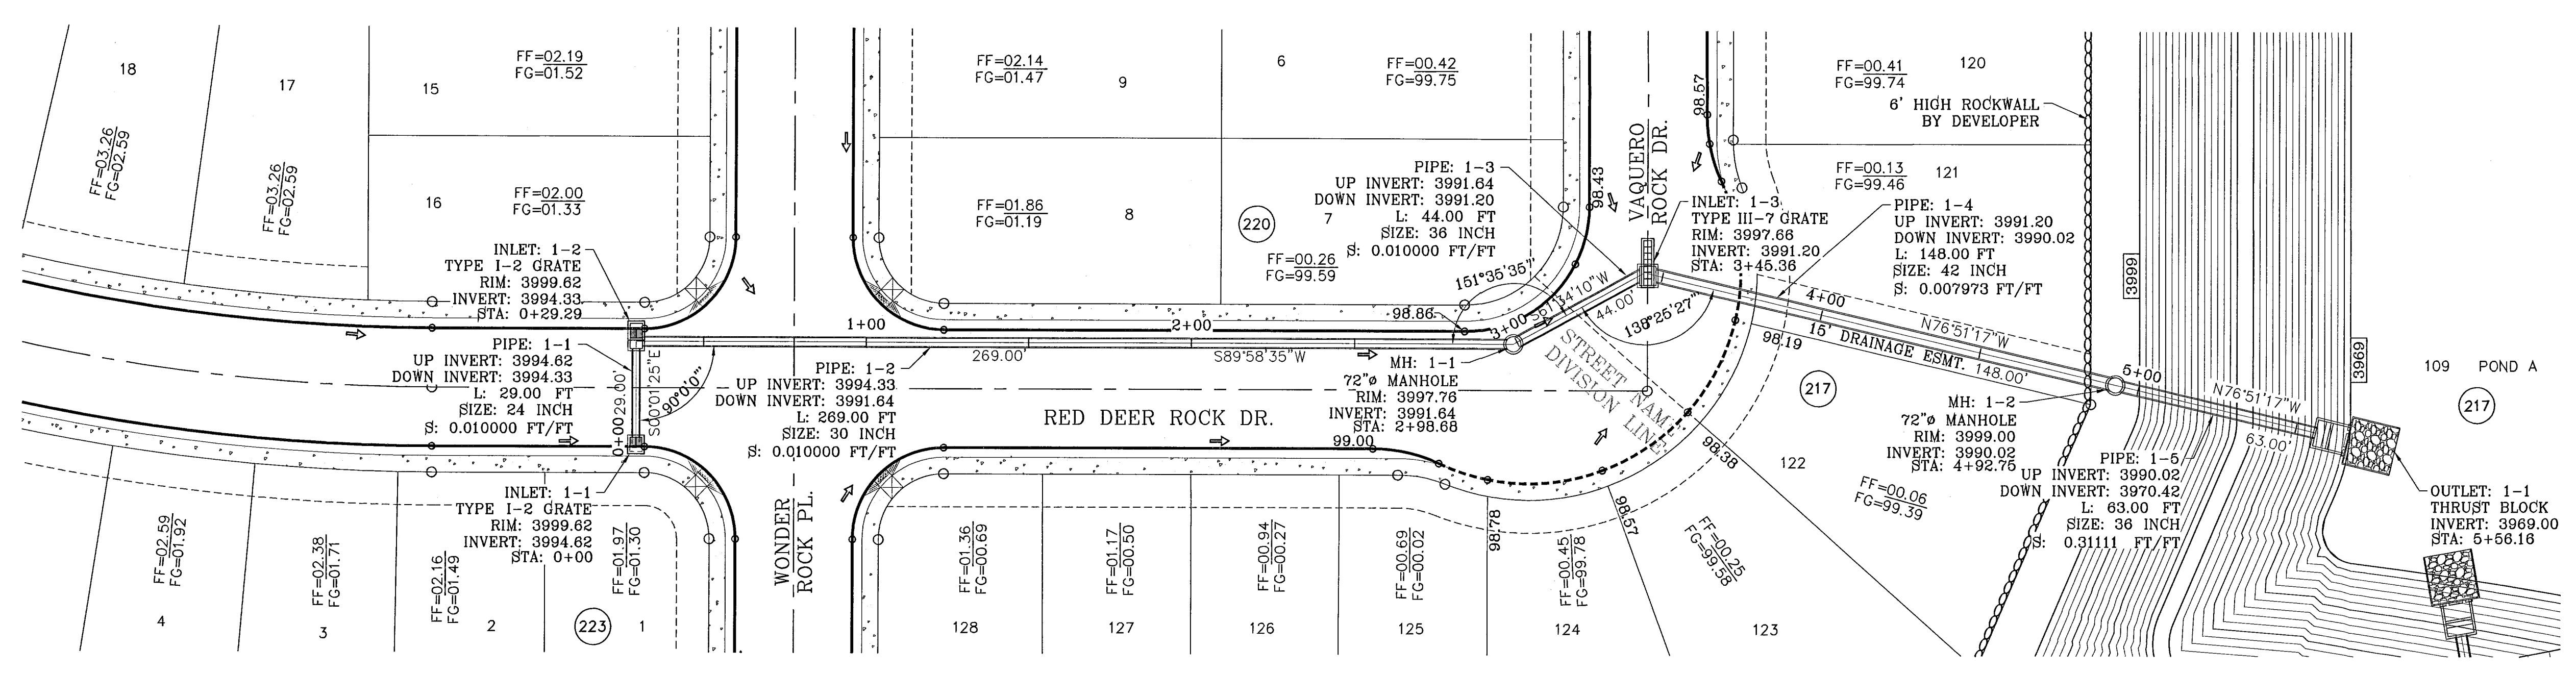 18
17
15
FF=02.19
FG=01.52
FF=03.26
FG=02.59
FF=03.26
FG=02.59
16
FF=02.00
FG=01.33
INLET: 1-2
TYPE I-2 GRATE
RIM: 3999.62
INVERT: 3994.33
STA: 0+29.29
PIPE: 1-1
UP INVERT: 3994.62
DOWN INVERT: 3994.33
L: 29.00 FT
SIZE: 24 INCH
S: 0.010000 FT/FT
0+00
29.00'
S00°01'25"E
90°0'0"
INLET: 1-1
TYPE I-2 GRATE
RIM: 3999.62
INVERT: 3994.62
STA: 0+00
FF=02.59
FG=01.92
4
FF=02.38
FG=01.71
3
FF=02.16
FG=01.49
2
FF=01.97
FG=01.30
223
1
WONDER
ROCK PL.
PIPE: 1-2
UP INVERT: 3994.33
DOWN INVERT: 3991.64
L: 269.00 FT
SIZE: 30 INCH
S: 0.010000 FT/FT
1+00
2+00
269.00'
S89°58'35"W
RED DEER ROCK DR.
FF=02.14
FG=01.47
9
6
FF=00.42
FG=99.75
FF=01.86
FG=01.19
8
220
7
FF=00.26
FG=99.59
PIPE: 1-3
UP INVERT: 3991.64
DOWN INVERT: 3991.20
L: 44.00 FT
SIZE: 36 INCH
S: 0.010000 FT/FT
98.43
98.86
3+00
151°35'35"
S61°34'10"W
44.00'
136°25'27"
MH: 1-1
72"ø MANHOLE
RIM: 3997.76
INVERT: 3991.64
STA: 2+98.68
99.00
STREET NAME
DIVISION LINE
VAQUERO
ROCK DR.
98.57
INLET: 1-3
TYPE III-7 GRATE
RIM: 3997.66
INVERT: 3991.20
STA: 3+45.36
FF=00.41
FG=99.74
120
6' HIGH ROCKWALL
BY DEVELOPER
FF=00.13
FG=99.46
121
PIPE: 1-4
UP INVERT: 3991.20
DOWN INVERT: 3990.02
L: 148.00 FT
SIZE: 42 INCH
S: 0.007973 FT/FT
4+00
N76°51'17"W
15' DRAINAGE ESMT.
148.00'
98.19
217
98.38
122
FF=00.06
FG=99.39
MH: 1-2
72"ø MANHOLE
RIM: 3999.00
INVERT: 3990.02
STA: 4+92.75
5+00
N76°51'17"W
63.00'
PIPE: 1-5
UP INVERT: 3990.02
DOWN INVERT: 3970.42
L: 63.00 FT
SIZE: 36 INCH
S: 0.31111 FT/FT
3999
3969
109 POND A
217
OUTLET: 1-1
THRUST BLOCK
INVERT: 3969.00
STA: 5+56.16
FF=01.36
FG=00.69
128
FF=01.17
FG=00.50
127
FF=00.94
FG=00.27
126
FF=00.69
FG=00.02
125
98.78
FF=00.45
FG=99.78
124
98.57
FF=00.25
FG=99.58
123